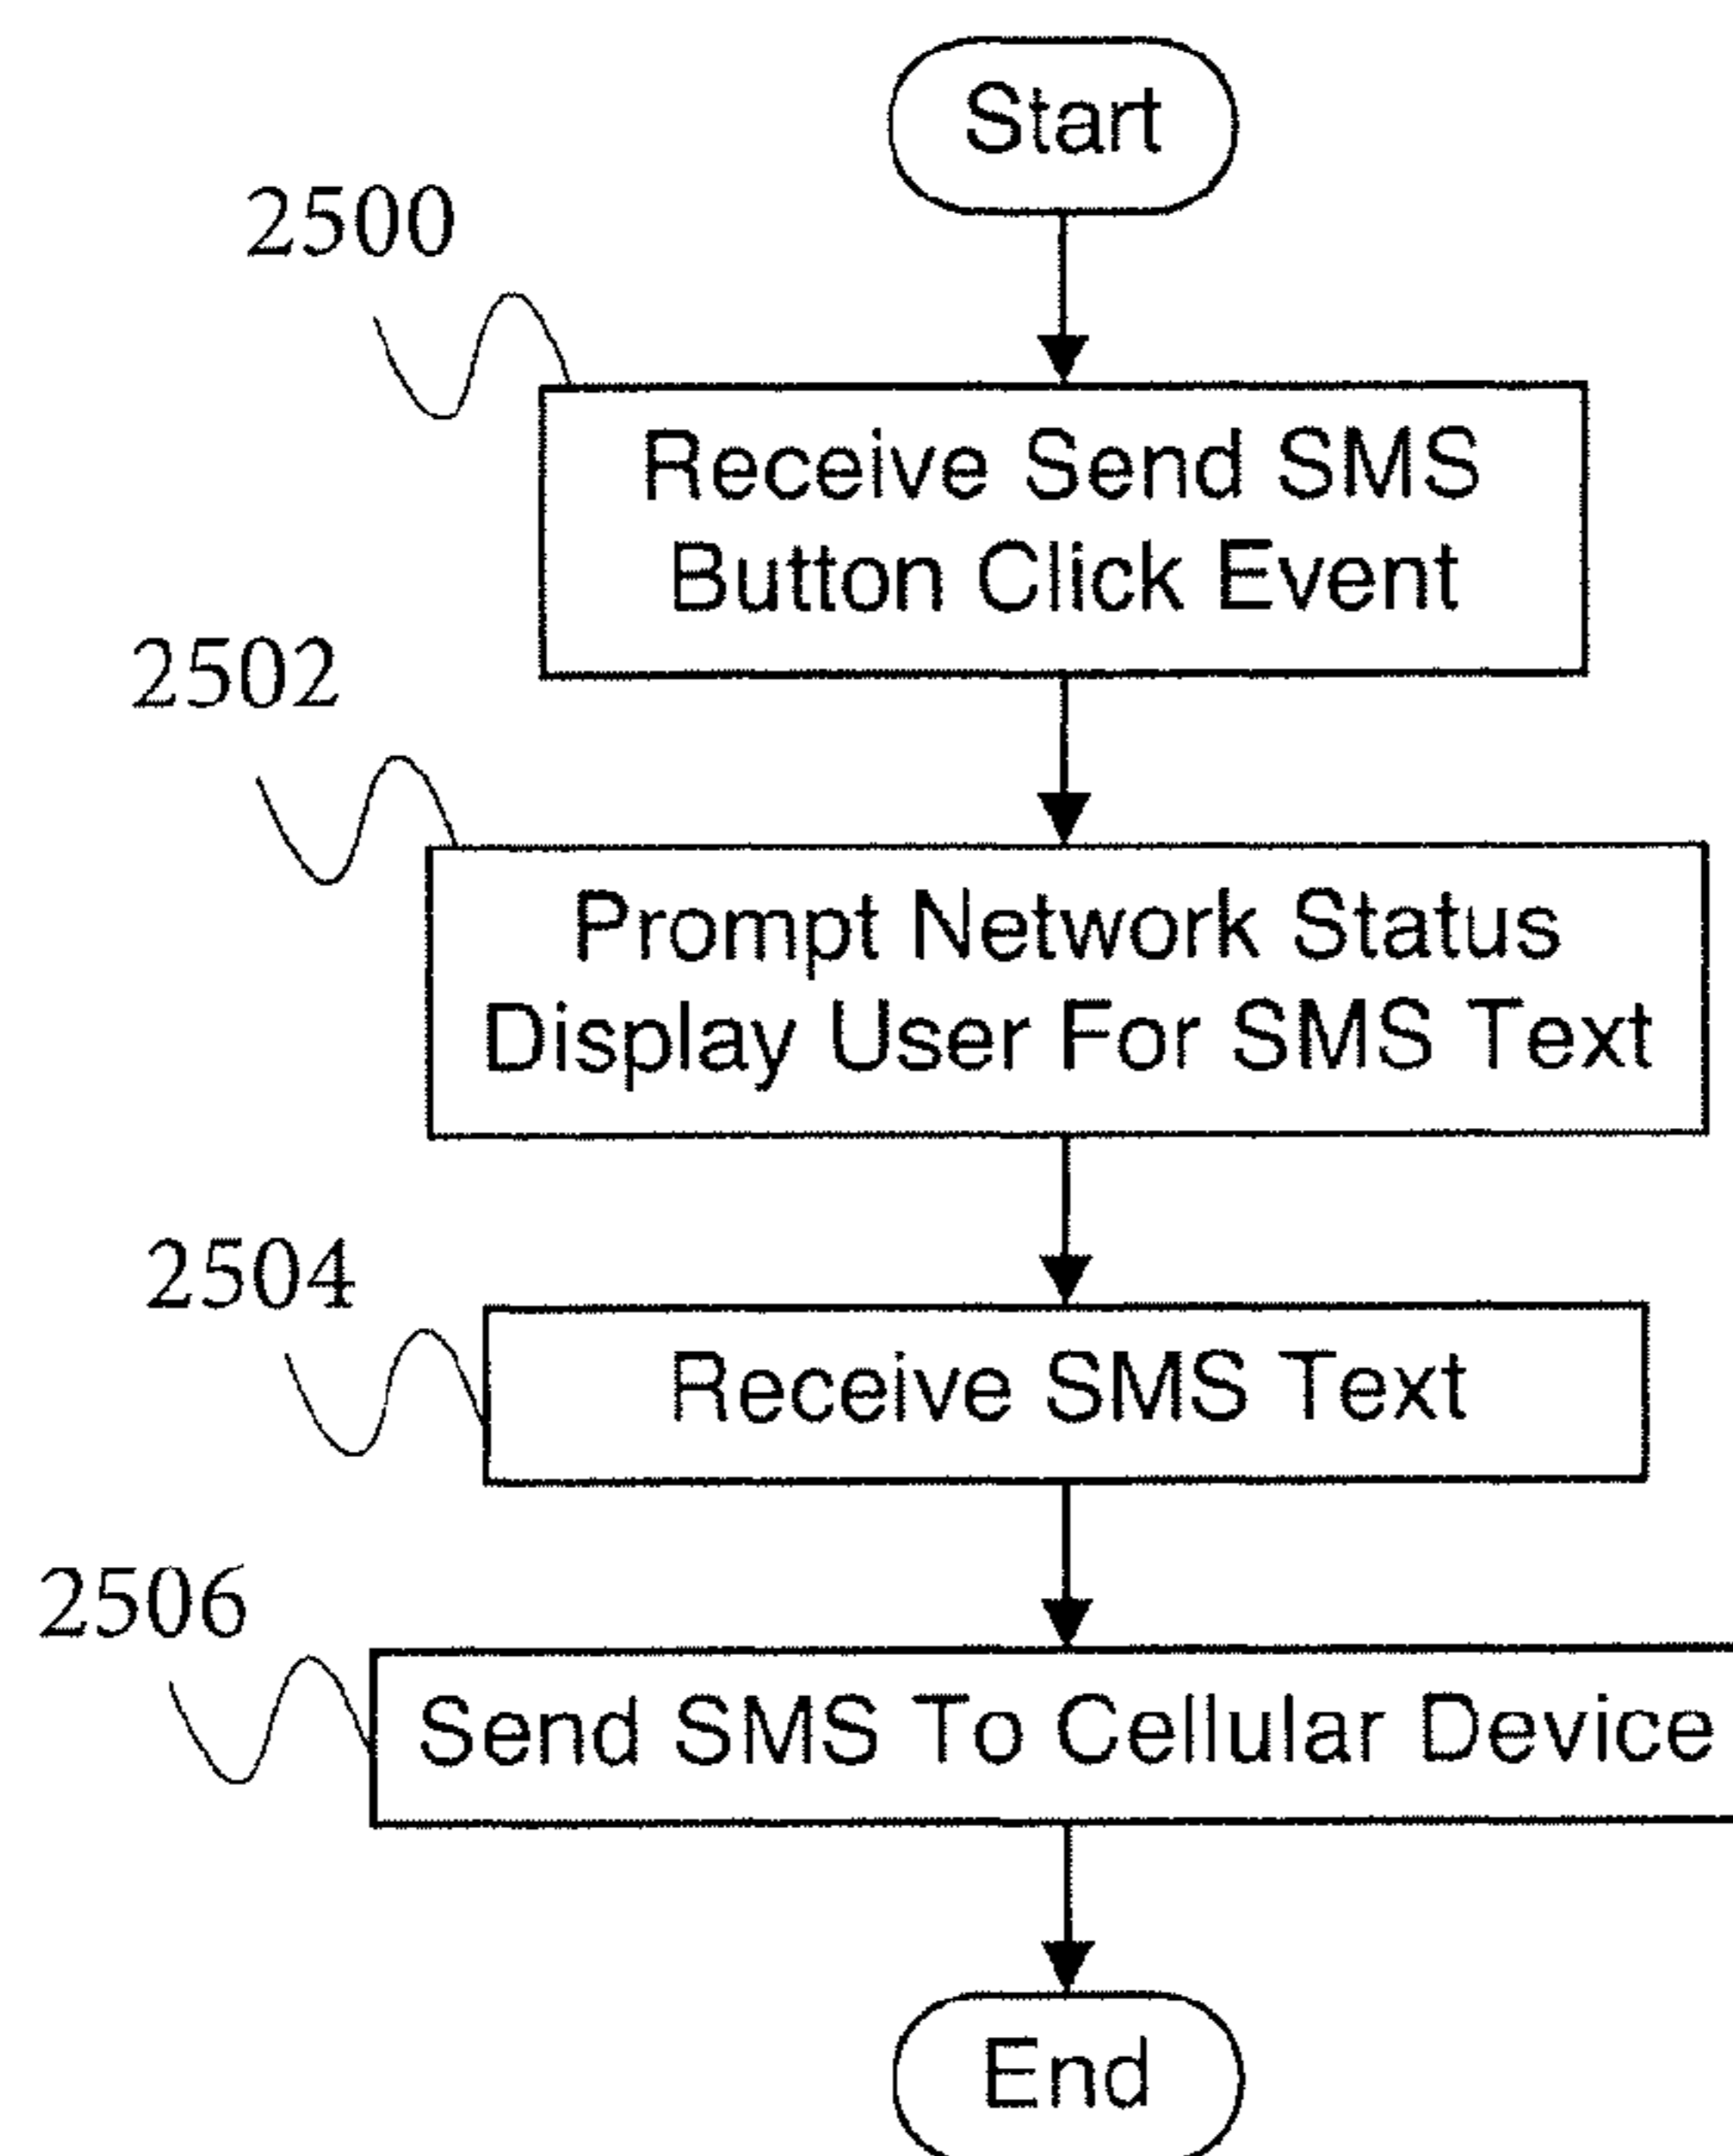 Start
2500
Receive Send SMS
Button Click Event
2502
Prompt Network Status
Display User For SMS Text
2504
Receive SMS Text
2506
Send SMS To Cellular Device
End